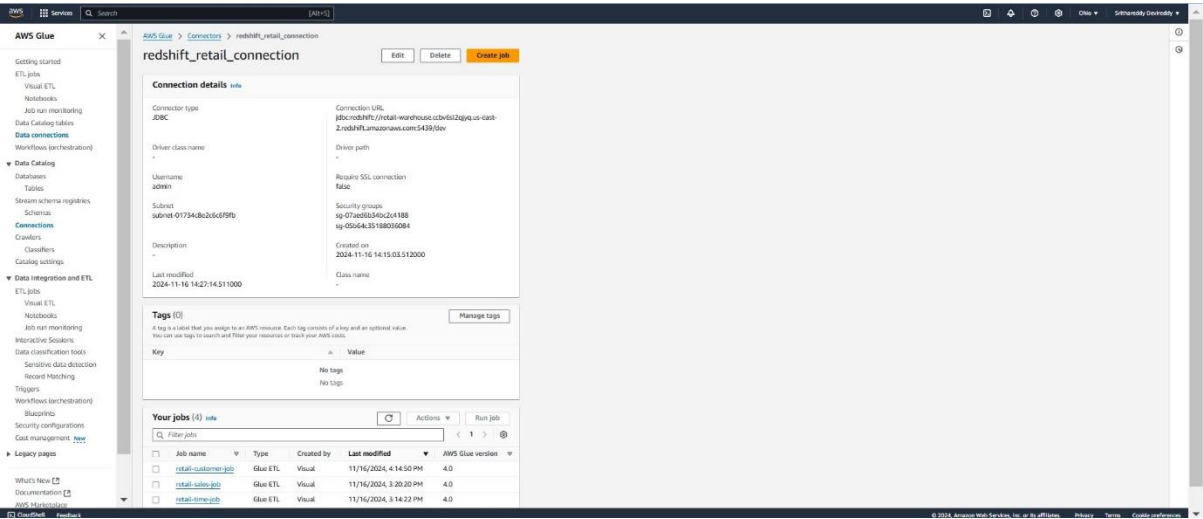 aws
Services
Search
[Alt+S]
Ohio
Srithareddy Devireddy
AWS Glue
Getting started
ETL jobs
Visual ETL
Notebooks
Job run monitoring
Data Catalog tables
Data connections
Workflows (orchestration)
Data Catalog
Databases
Tables
Stream schema registries
Schemas
Connections
Crawlers
Classifiers
Catalog settings
Data Integration and ETL
ETL jobs
Visual ETL
Notebooks
Job run monitoring
Interactive Sessions
Data classification tools
Sensitive data detection
Record Matching
Triggers
Workflows (orchestration)
Blueprints
Security configurations
Cost management New
Legacy pages
What's New
Documentation
AWS Marketplace
AWS Glue > Connectors > redshift_retail_connection
redshift_retail_connection
Edit
Delete
Create job
Connection details Info
Connector type
JDBC
Connection URL
jdbc:redshift://retail-warehouse.ccbv6sl2qjyq.us-east-
2.redshift.amazonaws.com:5439/dev
Driver class name
-
Driver path
-
Username
admin
Require SSL connection
false
Subnet
subnet-01734c8e2c6c6f9fb
Security groups
sg-07aed6b54bc2c4188
sg-05b64c35188036084
Description
-
Created on
2024-11-16 14:15:03.512000
Last modified
2024-11-16 14:27:14.511000
Class name
-
Tags (0)
Manage tags
A tag is a label that you assign to an AWS resource. Each tag consists of a key and an optional value.
You can use tags to search and filter your resources or track your AWS costs.
Key
Value
No tags
No tags
Your jobs (4) Info
Actions
Run job
Filter jobs
1
Job name Type Created by Last modified AWS Glue version
retail-customer-job Glue ETL Visual 11/16/2024, 4:14:50 PM 4.0
retail-sales-job Glue ETL Visual 11/16/2024, 3:20:20 PM 4.0
retail-time-job Glue ETL Visual 11/16/2024, 3:14:22 PM 4.0
CloudShell Feedback
© 2024, Amazon Web Services, Inc. or its affiliates. Privacy Terms Cookie preferences